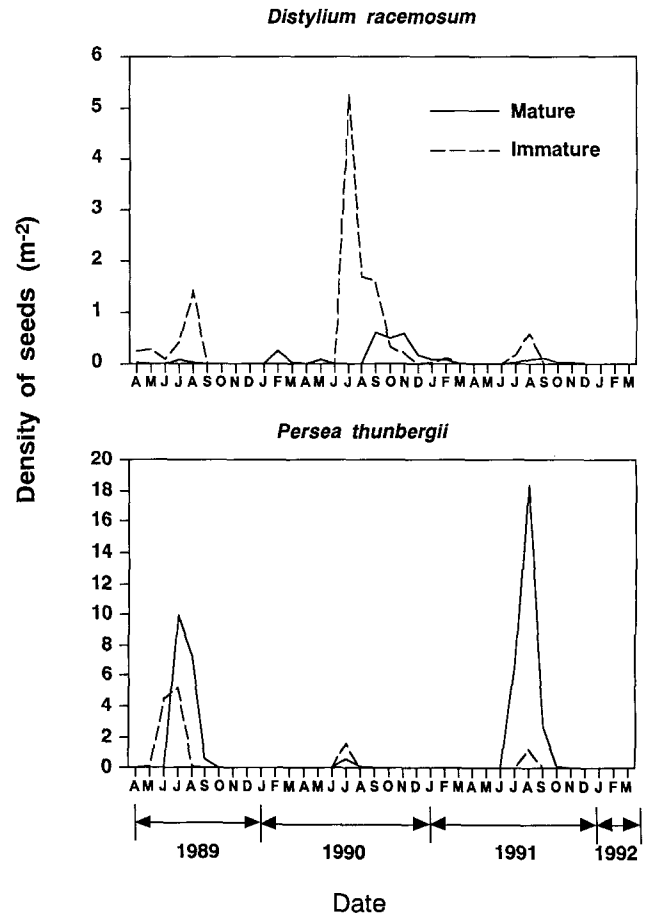 Distylium racemosum
Density of seeds (m-2)
6
5
4
3
2
1
0
Mature
Immature
A M J J A S O N D J F M A M J J A S O N D J F M A M J J A S O N D J F M
Persea thunbergii
20
18
16
14
12
10
8
6
4
2
0
A M J J A S O N D J F M A M J J A S O N D J F M A M J J A S O N D J F M
1989 1990 1991 1992
Date